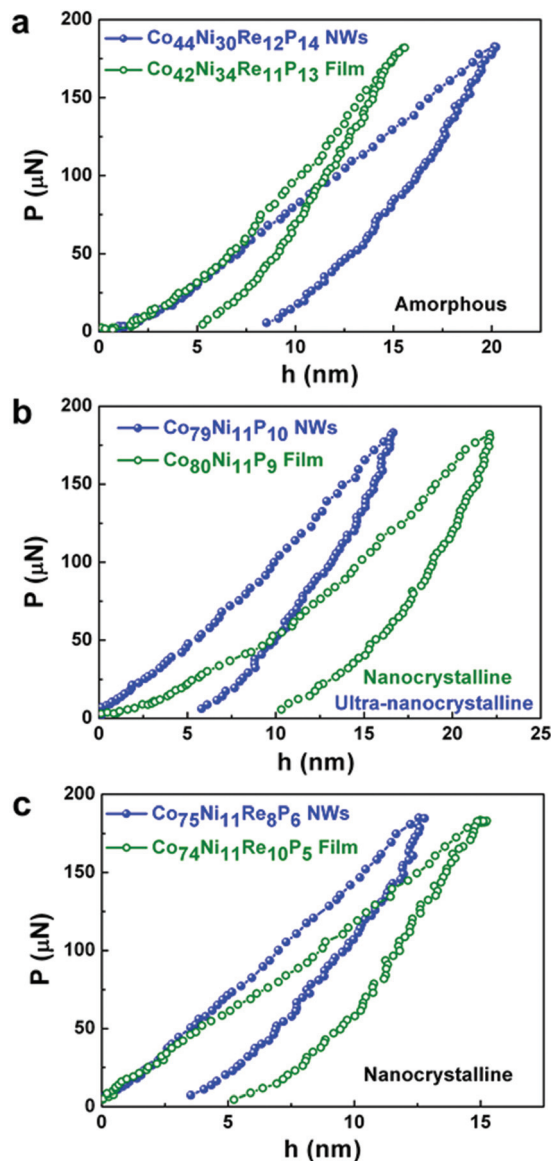 a
Co44Ni30Re12P14 NWs
Co42Ni34Re11P13 Film
200
150
100
50
0
P (μN)
Amorphous
0 5 10 15 20
h (nm)
b
Co79Ni11P10 NWs
Co80Ni11P9 Film
200
150
100
50
0
P (μN)
Nanocrystalline
Ultra-nanocrystalline
0 5 10 15 20 25
h (nm)
c
Co75Ni11Re8P6 NWs
Co74Ni11Re10P5 Film
200
150
100
50
0
P (μN)
Nanocrystalline
0 5 10 15
h (nm)